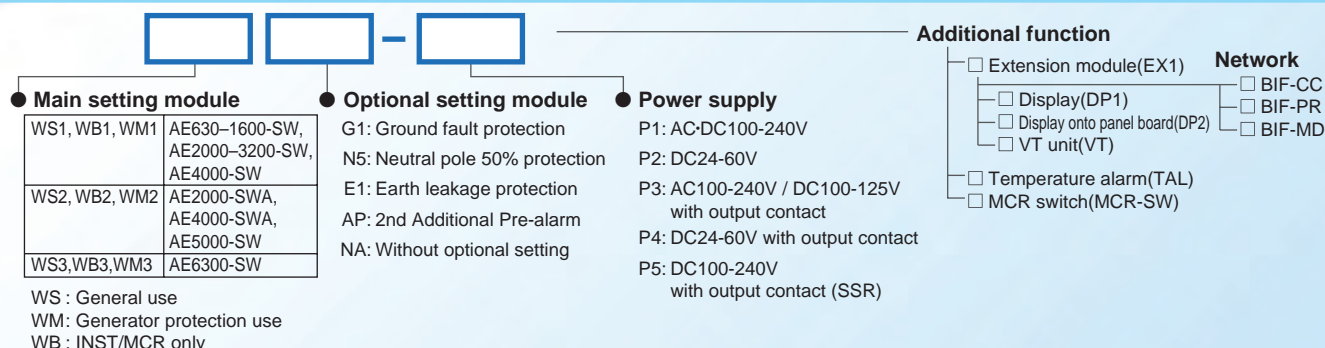 Additional function
□ Extension module(EX1)
Network
□ BIF-CC
□ BIF-PR
□ BIF-MD
□ Display(DP1)
□ Display onto panel board(DP2)
□ VT unit(VT)
□ Temperature alarm(TAL)
□ MCR switch(MCR-SW)
● Main setting module
WS1, WB1, WM1 AE630–1600-SW,
AE2000–3200-SW,
AE4000-SW
WS2, WB2, WM2 AE2000-SWA,
AE4000-SWA,
AE5000-SW
WS3,WB3,WM3 AE6300-SW
WS : General use
WM: Generator protection use
WB : INST/MCR only
● Optional setting module
G1: Ground fault protection
N5: Neutral pole 50% protection
E1: Earth leakage protection
AP: 2nd Additional Pre-alarm
NA: Without optional setting
● Power supply
P1: AC•DC100-240V
P2: DC24-60V
P3: AC100-240V / DC100-125V
with output contact
P4: DC24-60V with output contact
P5: DC100-240V
with output contact (SSR)